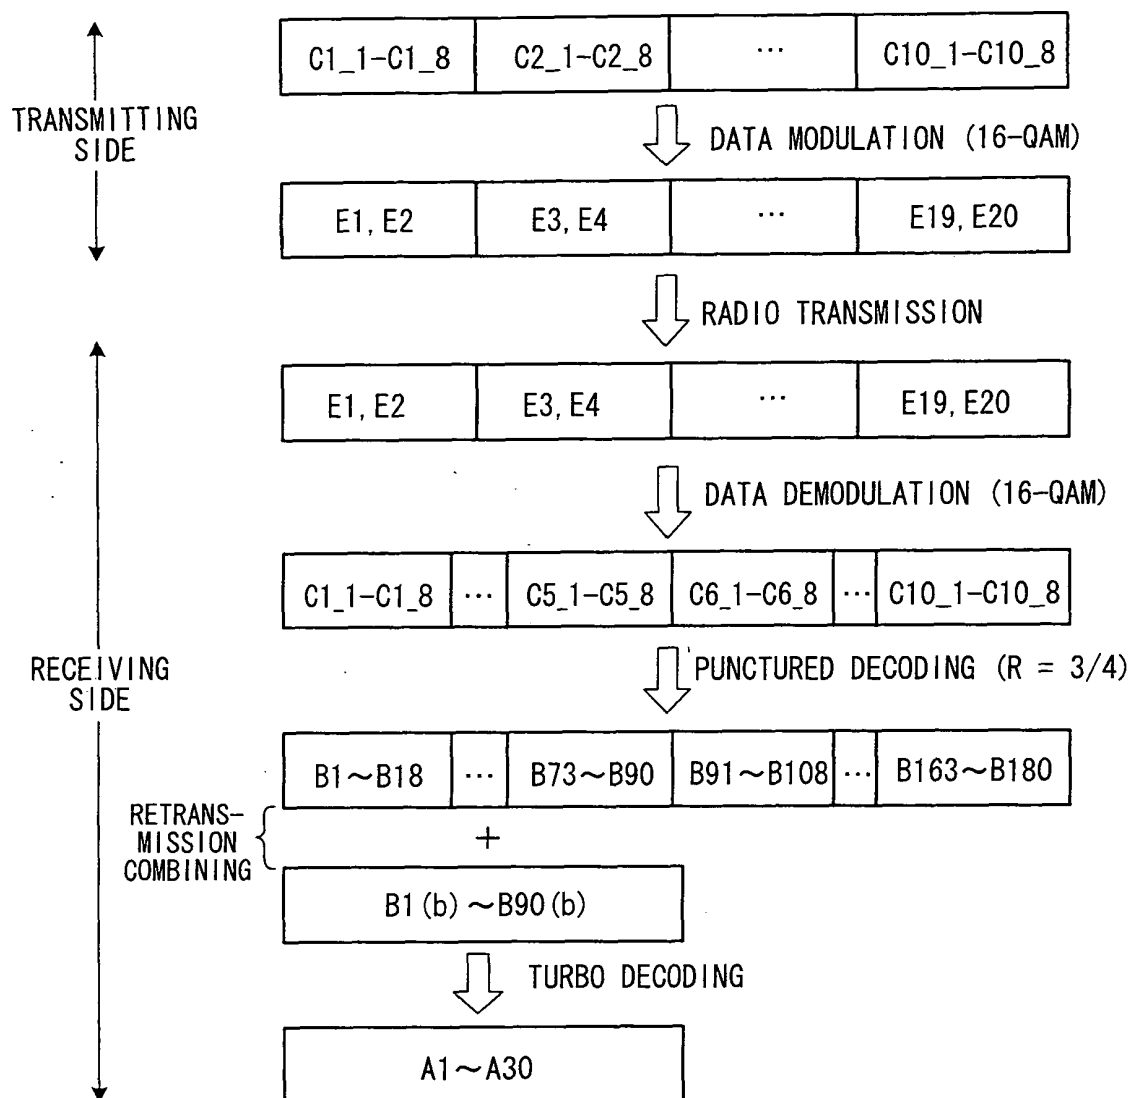 C1_1-C1_8 C2_1-C2_8 ... C10_1-C10_8
TRANSMITTING
SIDE
DATA MODULATION (16-QAM)
E1, E2 E3, E4 ... E19, E20
RADIO TRANSMISSION
E1, E2 E3, E4 ... E19, E20
DATA DEMODULATION (16-QAM)
C1_1-C1_8 ... C5_1-C5_8 C6_1-C6_8 ... C10_1-C10_8
RECEIVING
SIDE
PUNCTURED DECODING (R = 3/4)
B1~B18 ... B73~B90 B91~B108 ... B163~B180
RETRANS-
MISSION
COMBINING
+
B1(b)~B90(b)
TURBO DECODING
A1~A30